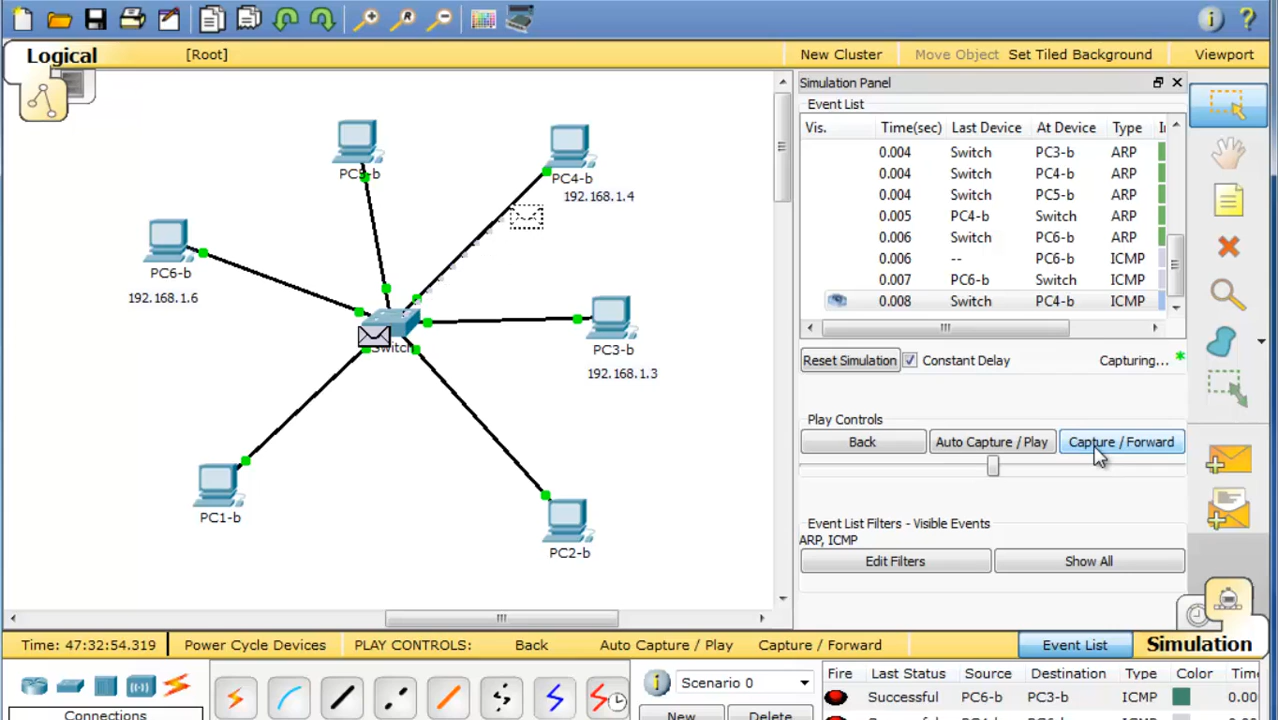 Logical
[Root]
New Cluster
Move Object
Set Tiled Background
Viewport
PC4-b
192.168.1.4
PC6-b
192.168.1.6
PC3-b
192.168.1.3
Switch
PC1-b
PC2-b
Simulation Panel
Event List
Vis. Time(sec) Last Device At Device Type
0.004 Switch PC3-b ARP
0.004 Switch PC4-b ARP
0.004 Switch PC5-b ARP
0.005 PC4-b Switch ARP
0.006 Switch PC6-b ARP
0.006 -- PC6-b ICMP
0.007 PC6-b Switch ICMP
0.008 Switch PC4-b ICMP
Reset Simulation
Constant Delay
Capturing... *
Play Controls
Back
Auto Capture / Play
Capture / Forward
Event List Filters - Visible Events
ARP, ICMP
Edit Filters
Show All
Time: 47:32:54.319
Power Cycle Devices
PLAY CONTROLS:
Back
Auto Capture / Play
Capture / Forward
Event List
Simulation
Connections
Scenario 0
New
Delete
Fire Last Status Source Destination Type Color
Successful PC6-b PC3-b ICMP 0.00